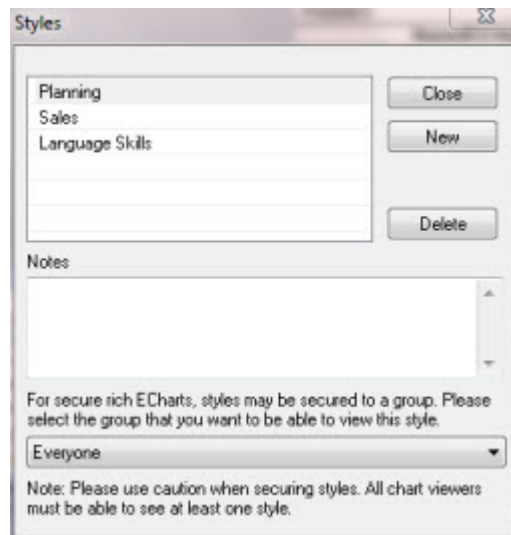 Styles
Planning
Close
Sales
New
Language Skills
Delete
Notes
For secure rich ECharts, styles may be secured to a group. Please
select the group that you want to be able to view this style.
Everyone
Note: Please use caution when securing styles. All chart viewers
must be able to see at least one style.